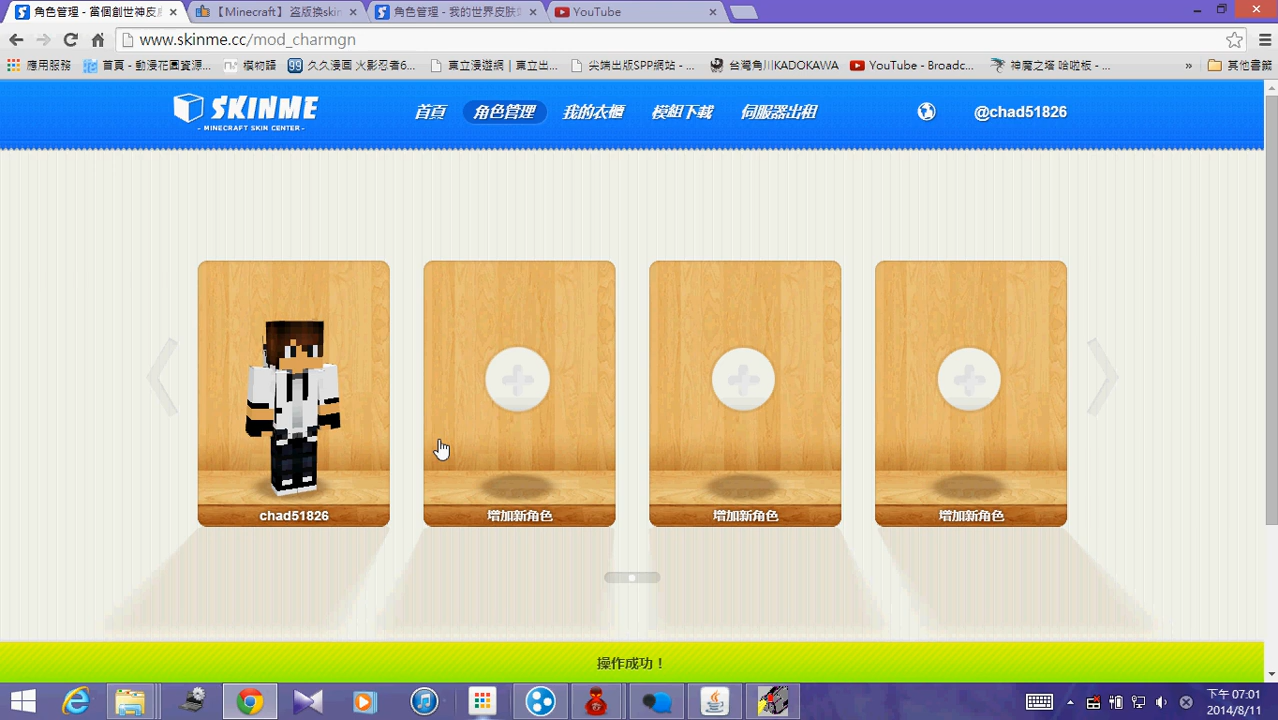 角色管理 - 當個創世神皮膚
【Minecraft】盜版換skin
角色管理 - 我的世界皮膚
YouTube
www.skinme.cc/mod_charmgn
應用服務
首頁 - 動漫花園資源...
模物語
久久漫画 火影忍者6...
東立漫遊網 | 東立出...
尖端出版SPP網站 - ...
台灣角川KADOKAWA
YouTube - Broadc...
神魔之塔 哈啦板 - ...
»
其他書籤
SKINME
- MINECRAFT SKIN CENTER -
首頁
角色管理
我的衣櫃
模組下載
伺服器出租
@chad51826
chad51826
增加新角色
增加新角色
增加新角色
操作成功！
下午 07:01
2014/8/11